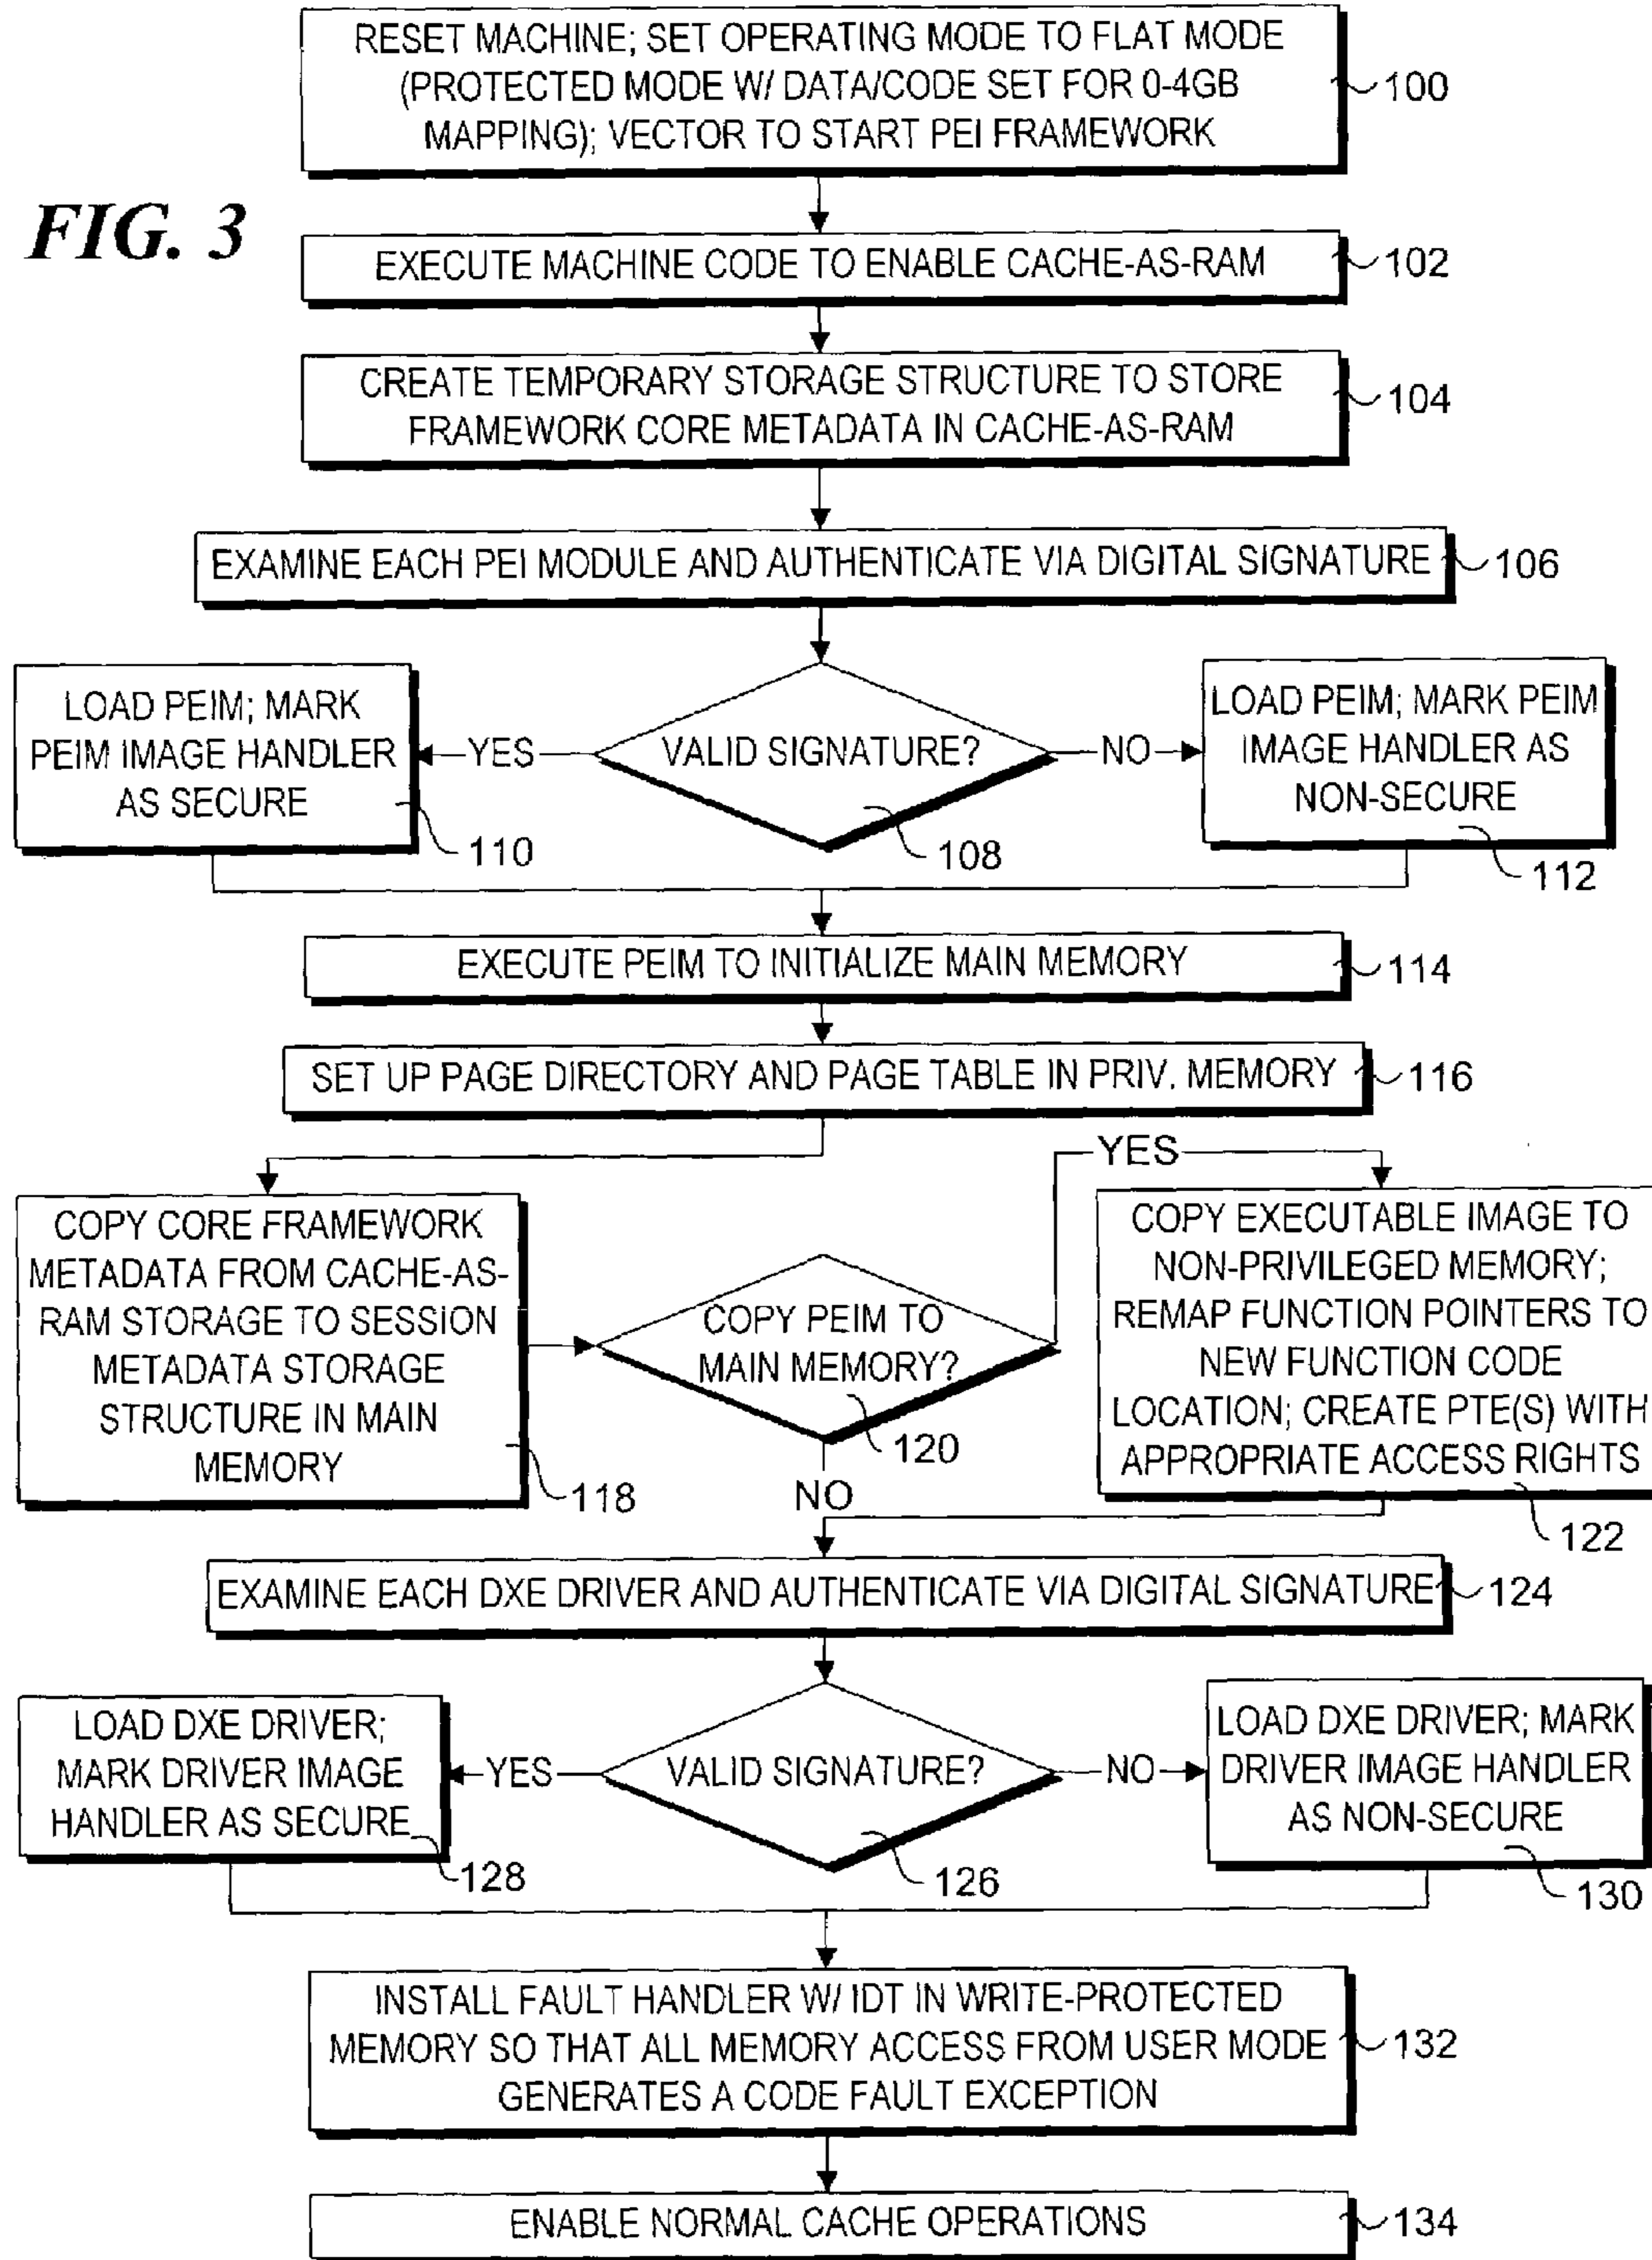 RESET MACHINE; SET OPERATING MODE TO FLAT MODE
(PROTECTED MODE W/ DATA/CODE SET FOR 0-4GB
MAPPING); VECTOR TO START PEI FRAMEWORK
100
FIG. 3
EXECUTE MACHINE CODE TO ENABLE CACHE-AS-RAM
102
CREATE TEMPORARY STORAGE STRUCTURE TO STORE
FRAMEWORK CORE METADATA IN CACHE-AS-RAM
104
EXAMINE EACH PEI MODULE AND AUTHENTICATE VIA DIGITAL SIGNATURE
106
LOAD PEIM; MARK
PEIM IMAGE HANDLER
AS SECURE
110
YES
VALID SIGNATURE?
108
NO
LOAD PEIM; MARK PEIM
IMAGE HANDLER AS
NON-SECURE
112
EXECUTE PEIM TO INITIALIZE MAIN MEMORY
114
SET UP PAGE DIRECTORY AND PAGE TABLE IN PRIV. MEMORY
116
COPY CORE FRAMEWORK
METADATA FROM CACHE-AS-
RAM STORAGE TO SESSION
METADATA STORAGE
STRUCTURE IN MAIN
MEMORY
118
COPY PEIM TO
MAIN MEMORY?
120
YES
NO
COPY EXECUTABLE IMAGE TO
NON-PRIVILEGED MEMORY;
REMAP FUNCTION POINTERS TO
NEW FUNCTION CODE
LOCATION; CREATE PTE(S) WITH
APPROPRIATE ACCESS RIGHTS
122
EXAMINE EACH DXE DRIVER AND AUTHENTICATE VIA DIGITAL SIGNATURE
124
LOAD DXE DRIVER;
MARK DRIVER IMAGE
HANDLER AS SECURE
128
YES
VALID SIGNATURE?
126
NO
LOAD DXE DRIVER; MARK
DRIVER IMAGE HANDLER
AS NON-SECURE
130
INSTALL FAULT HANDLER W/ IDT IN WRITE-PROTECTED
MEMORY SO THAT ALL MEMORY ACCESS FROM USER MODE
GENERATES A CODE FAULT EXCEPTION
132
ENABLE NORMAL CACHE OPERATIONS
134